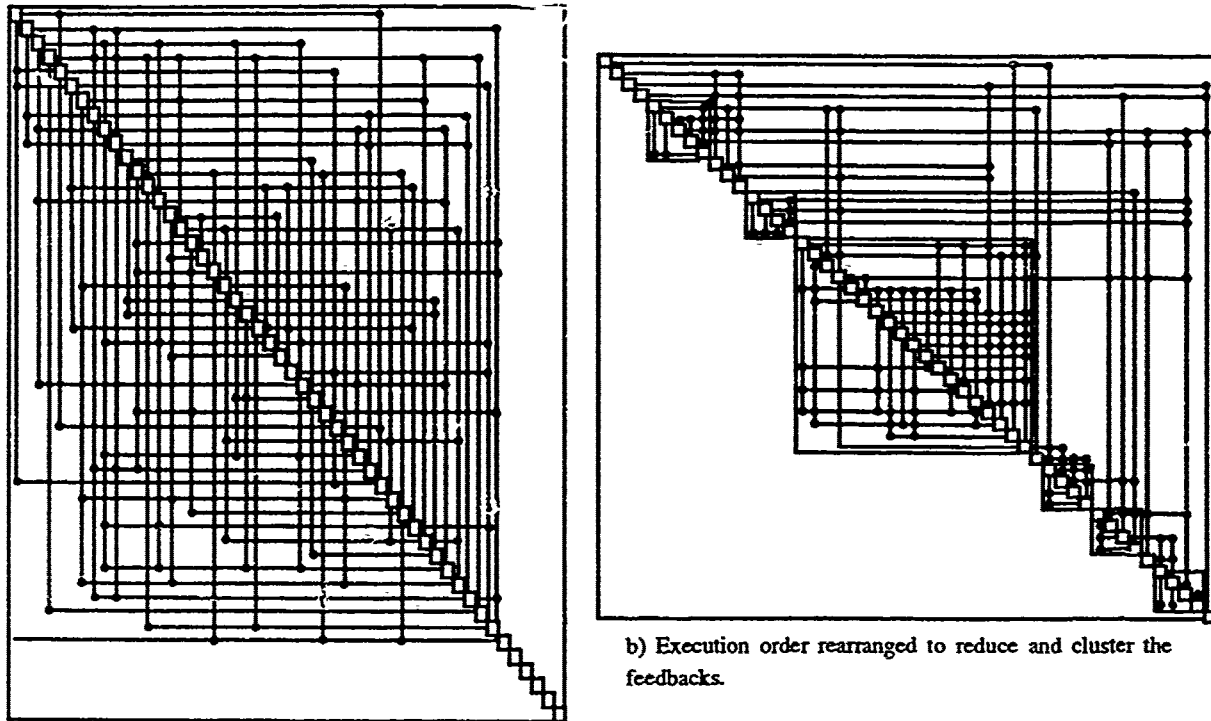 b) Execution order rearranged to reduce and cluster the
feedbacks.